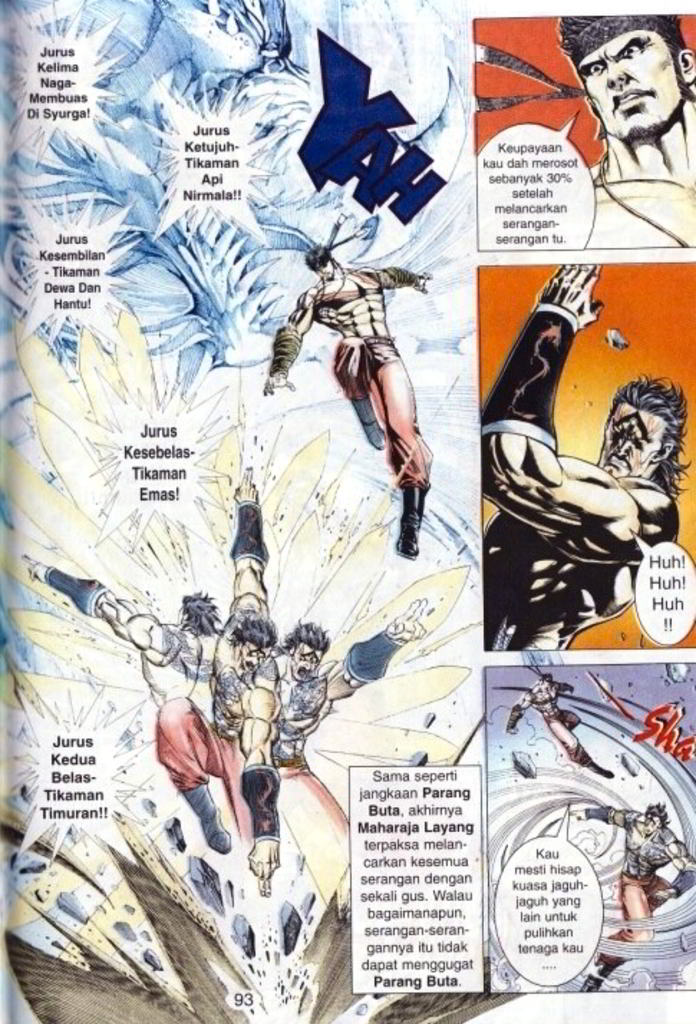 Jurus
Kelima
Naga-
Membuas
Di Syurga!
Jurus
Ketujuh-
Tikaman
Api
Nirmala!!
YAH
Jurus
Kesembilan
- Tikaman
Dewa Dan
Hantu!
Jurus
Kesebelas-
Tikaman
Emas!
Jurus
Kedua
Belas-
Tikaman
Timuran!!
Sama seperti
jangkaan Parang
Buta, akhirnya
Maharaja Layang
terpaksa melan-
carkan kesemua
serangan dengan
sekali gus. Walau
bagaimanapun,
serangan-seran-
gannya itu tidak
dapat menggugat
Parang Buta.
Keupayaan
kau dah merosot
sebanyak 30%
setelah
melancarkan
serangan-
serangan tu.
Huh!
Huh!
Huh
!!
Sha
Kau
mesti hisap
kuasa jaguh-
jaguh yang
lain untuk
pulihkan
tenaga kau
....
93